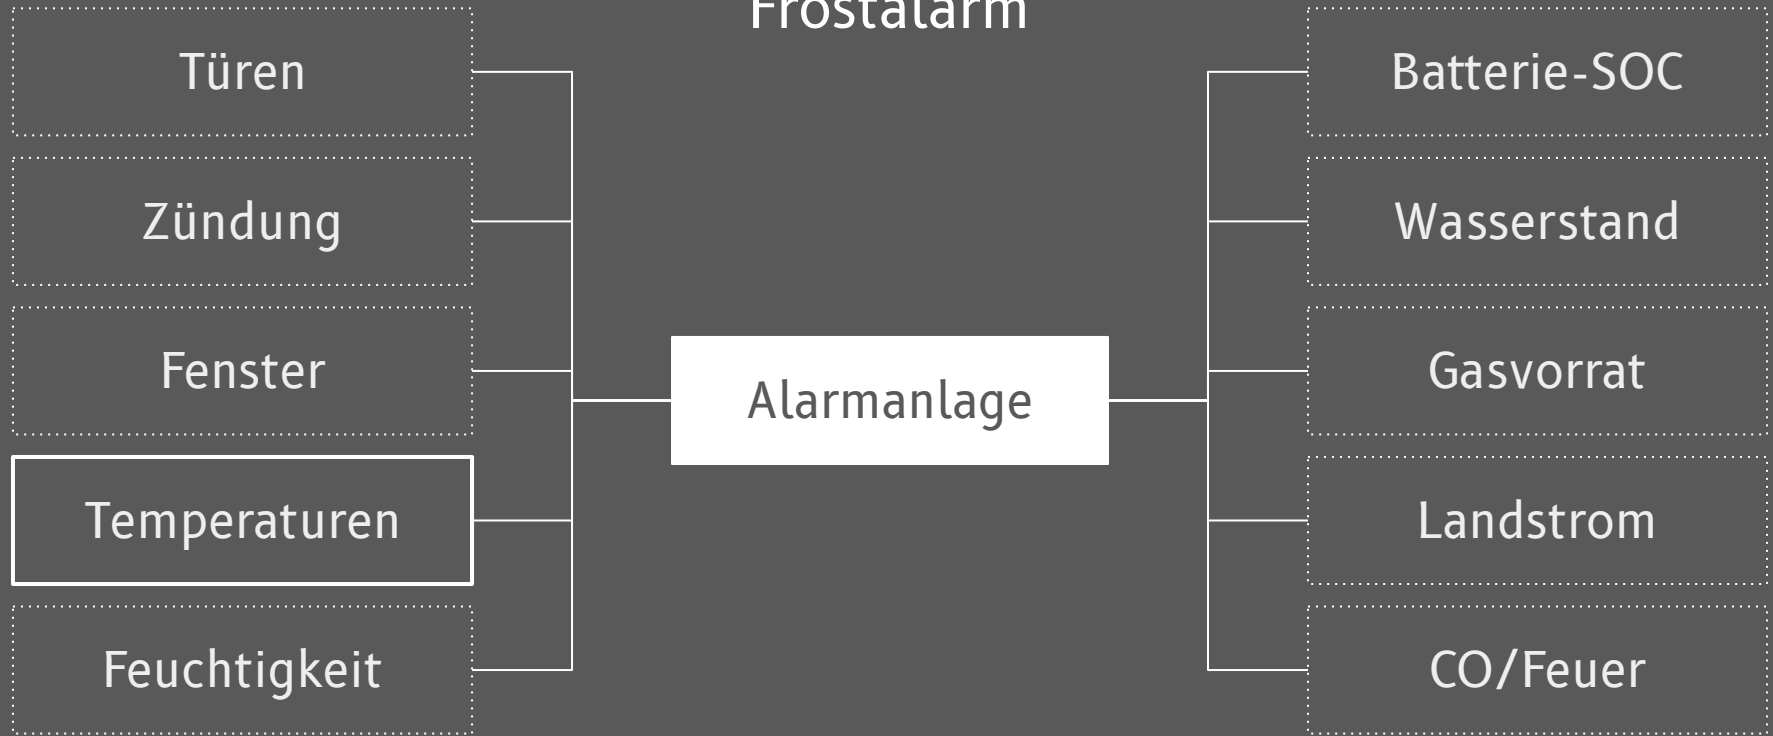 Frostalarm
Türen
Zündung
Fenster
Temperaturen
Feuchtigkeit
Alarmanlage
Batterie-SOC
Wasserstand
Gasvorrat
Landstrom
CO/Feuer